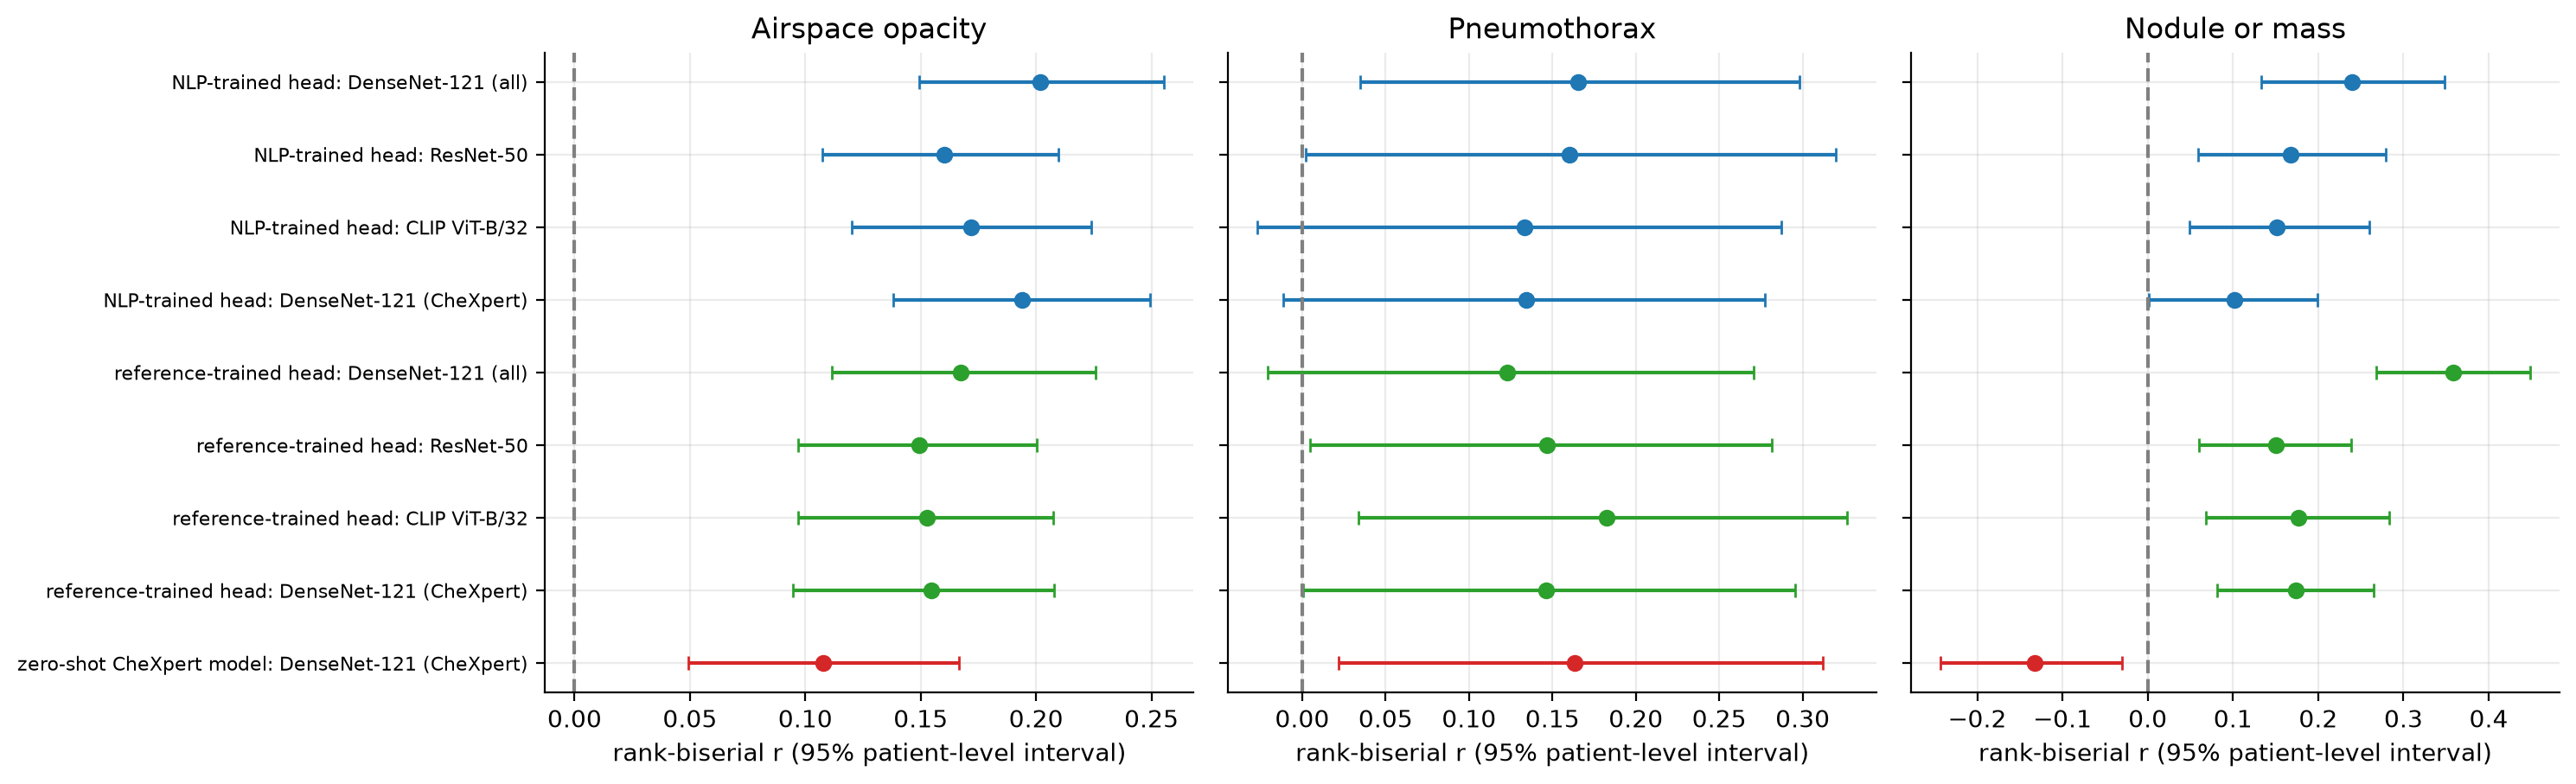 Airspace opacity
Pneumothorax
Nodule or mass
NLP-trained head: DenseNet-121 (all)
NLP-trained head: ResNet-50
NLP-trained head: CLIP ViT-B/32
NLP-trained head: DenseNet-121 (CheXpert)
reference-trained head: DenseNet-121 (all)
reference-trained head: ResNet-50
reference-trained head: CLIP ViT-B/32
reference-trained head: DenseNet-121 (CheXpert)
zero-shot CheXpert model: DenseNet-121 (CheXpert)
0.00 0.05 0.10 0.15 0.20 0.25
0.00 0.05 0.10 0.15 0.20 0.25 0.30
−0.2 −0.1 0.0 0.1 0.2 0.3 0.4
rank-biserial r (95% patient-level interval)
rank-biserial r (95% patient-level interval)
rank-biserial r (95% patient-level interval)